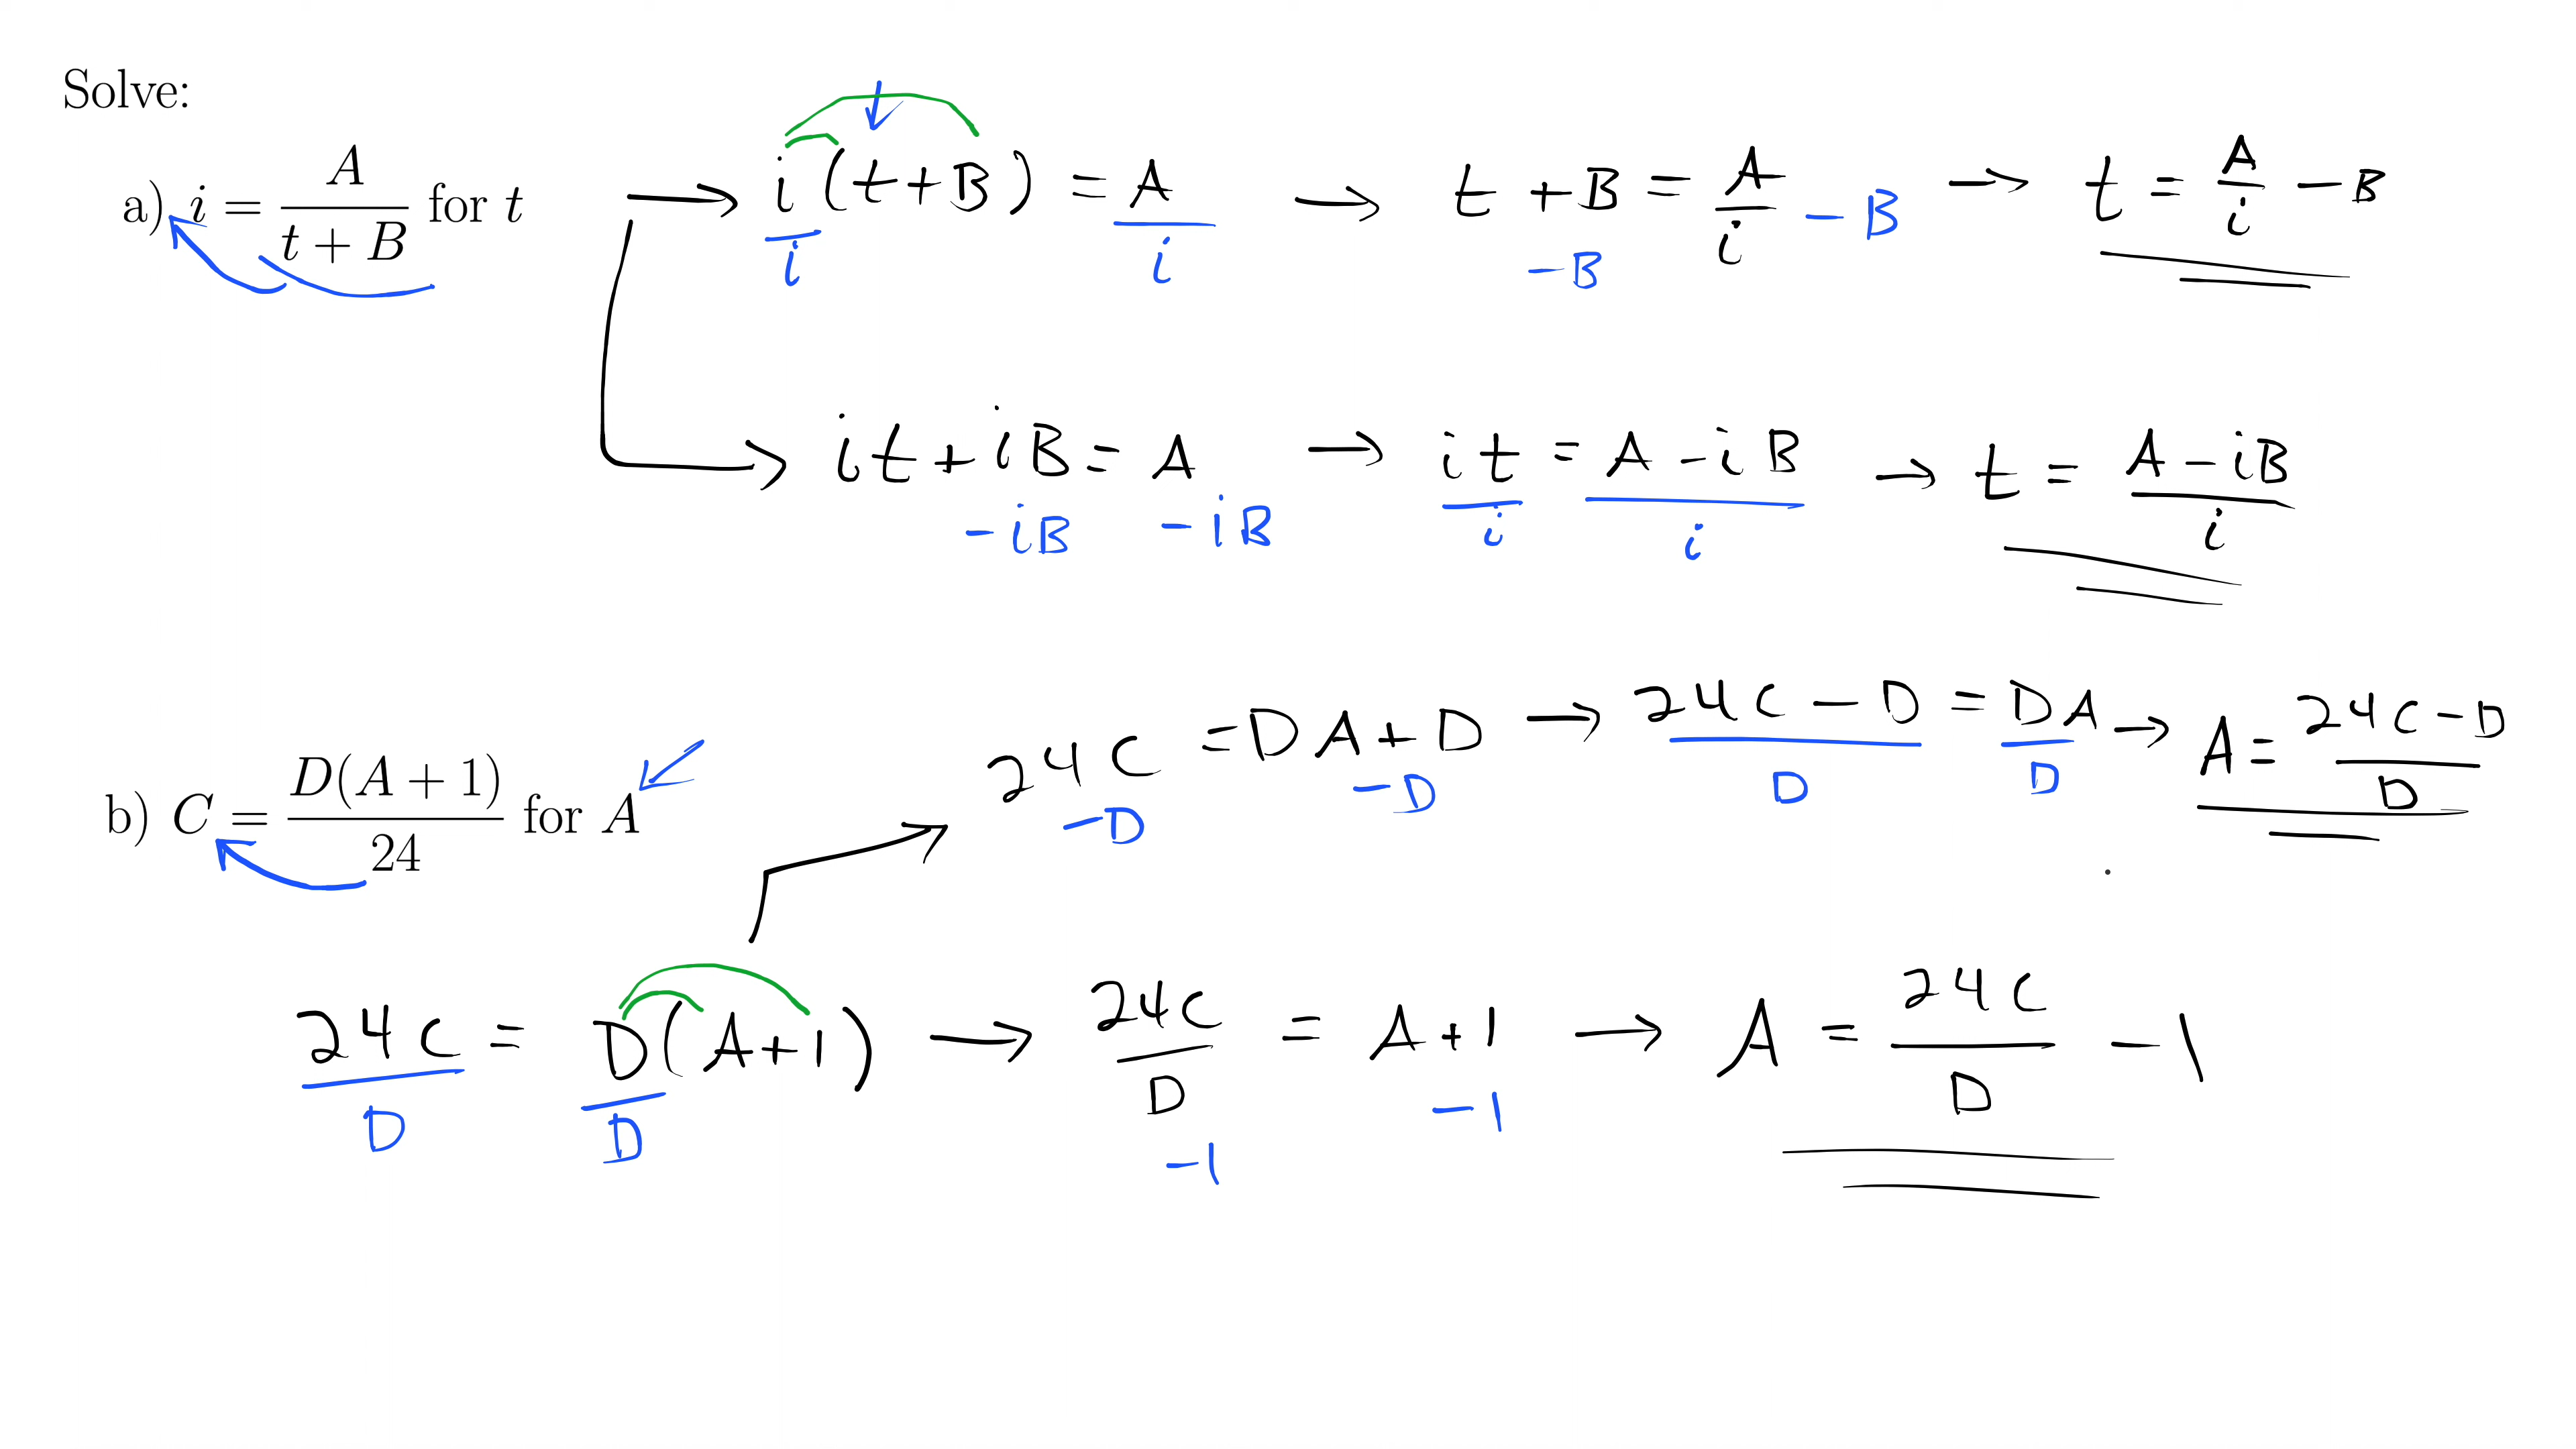 Solve:
a) i = A/(t + B) for t → i(t+B) = A → t + B = A/i → t = A/i − B
i i −B −B
it + iB = A → it = A − iB → t = (A − iB)/i
−iB −iB i i
b) C = D(A + 1)/24 for A
24C = DA + D → 24C − D = DA → A = (24C − D)/D
−D −D D D
24C = D(A+1) → 24C/D = A+1 → A = 24C/D − 1
D D −1 −1